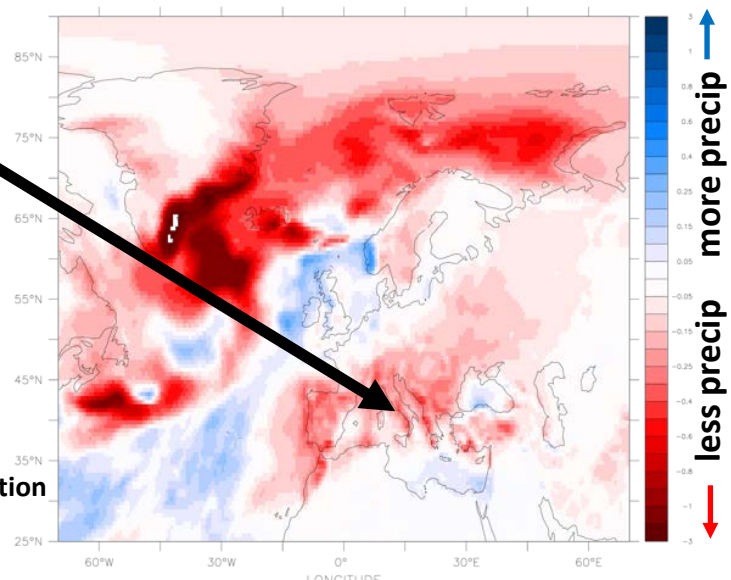 85°N
75°N
65°N
55°N
45°N
35°N
25°N
60°W
30°W
0°
30°E
60°E
LONGITUDE
tion
3
1
0.8
0.6
0.4
0.25
0.15
0.05
-0.05
-0.15
-0.25
-0.4
-0.6
-0.8
-1
-3
more precip
less precip